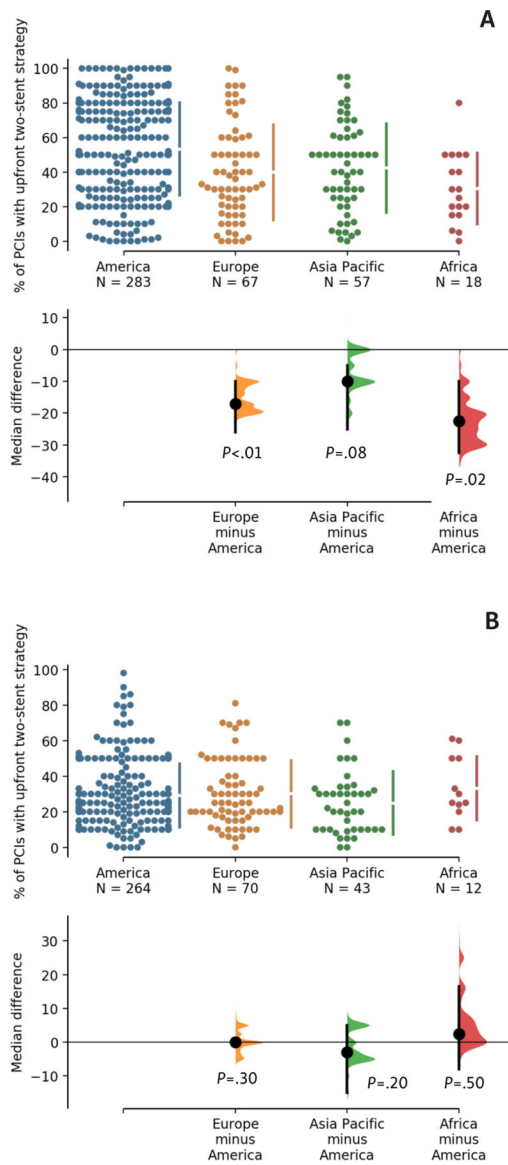 A
% of PCIs with upfront two-stent strategy
100
80
60
40
20
0
America
N = 283
Europe
N = 67
Asia Pacific
N = 57
Africa
N = 18
Median difference
10
0
−10
−20
−30
−40
P<.01
P=.08
P=.02
Europe
minus
America
Asia Pacific
minus
America
Africa
minus
America
B
% of PCIs with upfront two-stent strategy
100
80
60
40
20
0
America
N = 264
Europe
N = 70
Asia Pacific
N = 43
Africa
N = 12
Median difference
30
20
10
0
−10
P=.30
P=.20
P=.50
Europe
minus
America
Asia Pacific
minus
America
Africa
minus
America